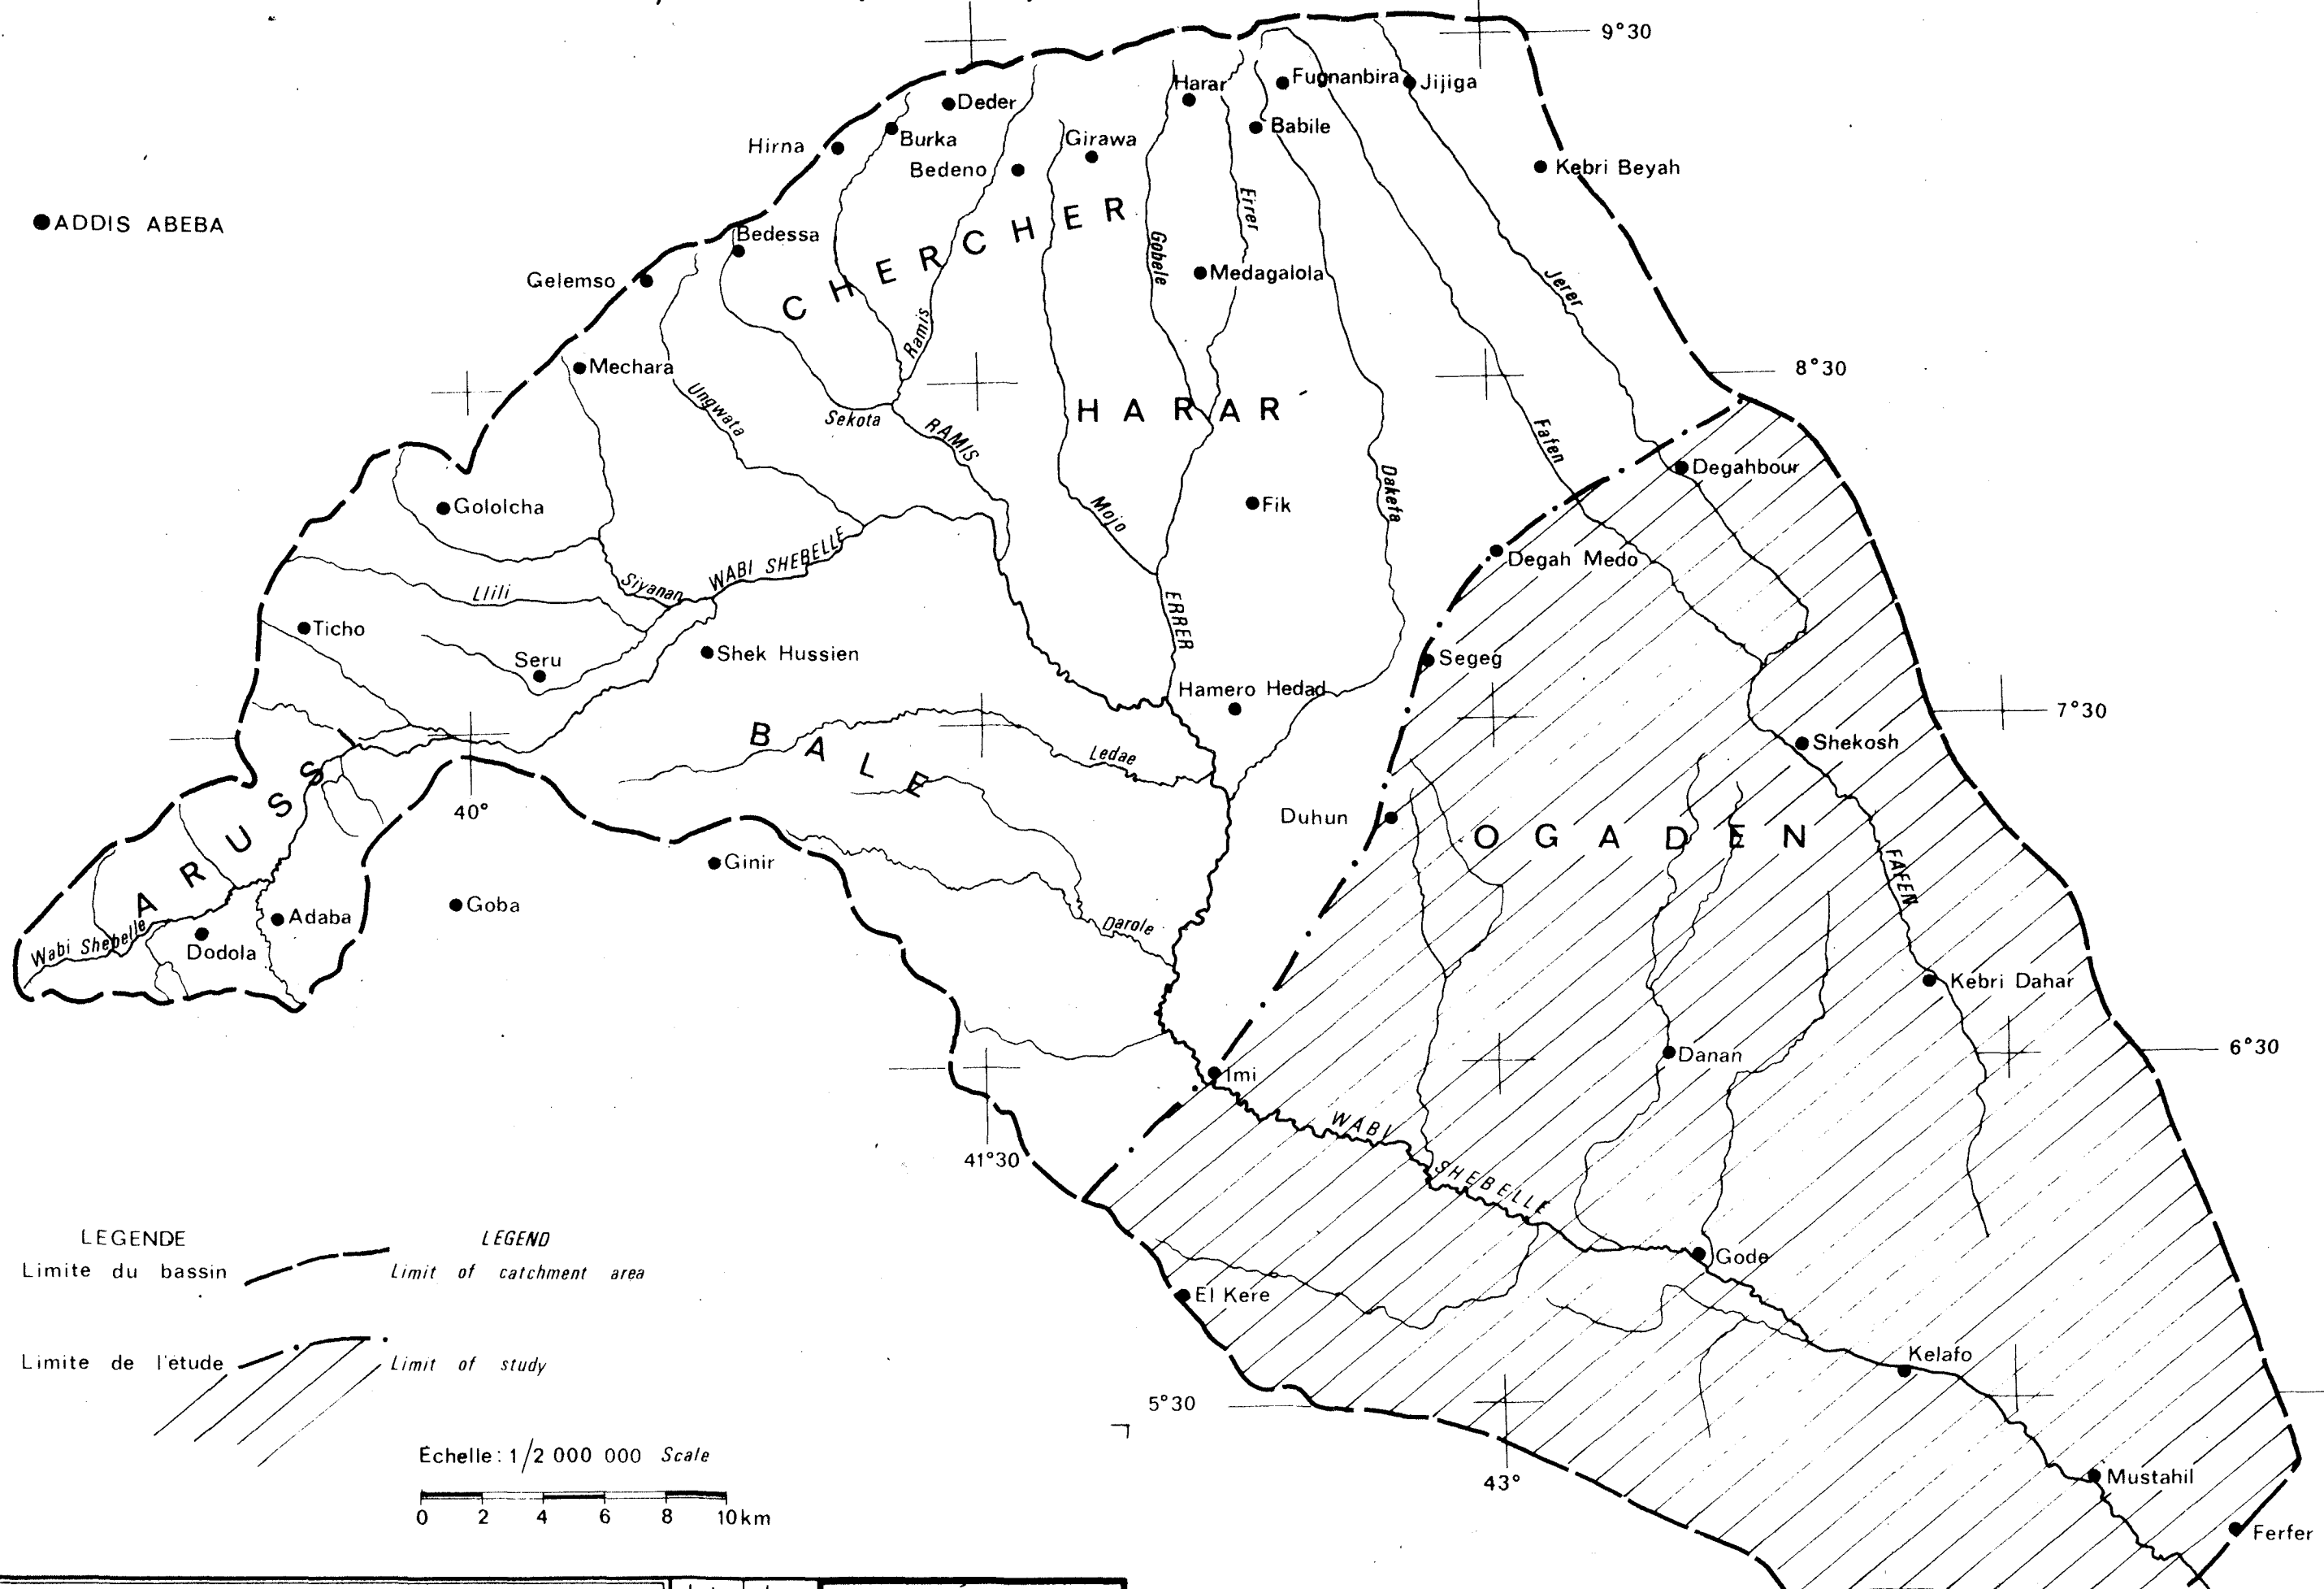 9°30
Deder
Harar
Fugnanbira
Jijiga
Burka
Babile
Hirna
Girawa
Bedeno
Kebri Beyah
ADDIS ABEBA
Errer
CHERCHER
Bedessa
Gobele
Medagalola
Gelemso
Jerer
Ramis
Mechara
8°30
Ungwata
Sekota
RAMIS
HARAR
Fafen
Degahbour
Daketa
Gololcha
Mojo
Fik
WABI SHEBELLE
Degah Medo
Siyanan
Llili
ERRER
Ticho
Seru
Shek Hussien
Segeg
Hamero Hedad
7°30
BALE
Shekosh
Ledae
ARUSS
40°
Duhun
OGADEN
Ginir
FAFEN
Goba
Adaba
Wabi Shebelle
Dodola
Darole
Kebri Dahar
6°30
Danan
Imi
WABI SHEBELLE
41°30
LEGENDE
LEGEND
Limite du bassin
Limit of catchment area
Gode
El Kere
Limite de l'étude
Limit of study
Kelafo
5°30
Echelle: 1/2 000 000 Scale
43°
Mustahil
0 2 4 6 8 10km
Ferfer